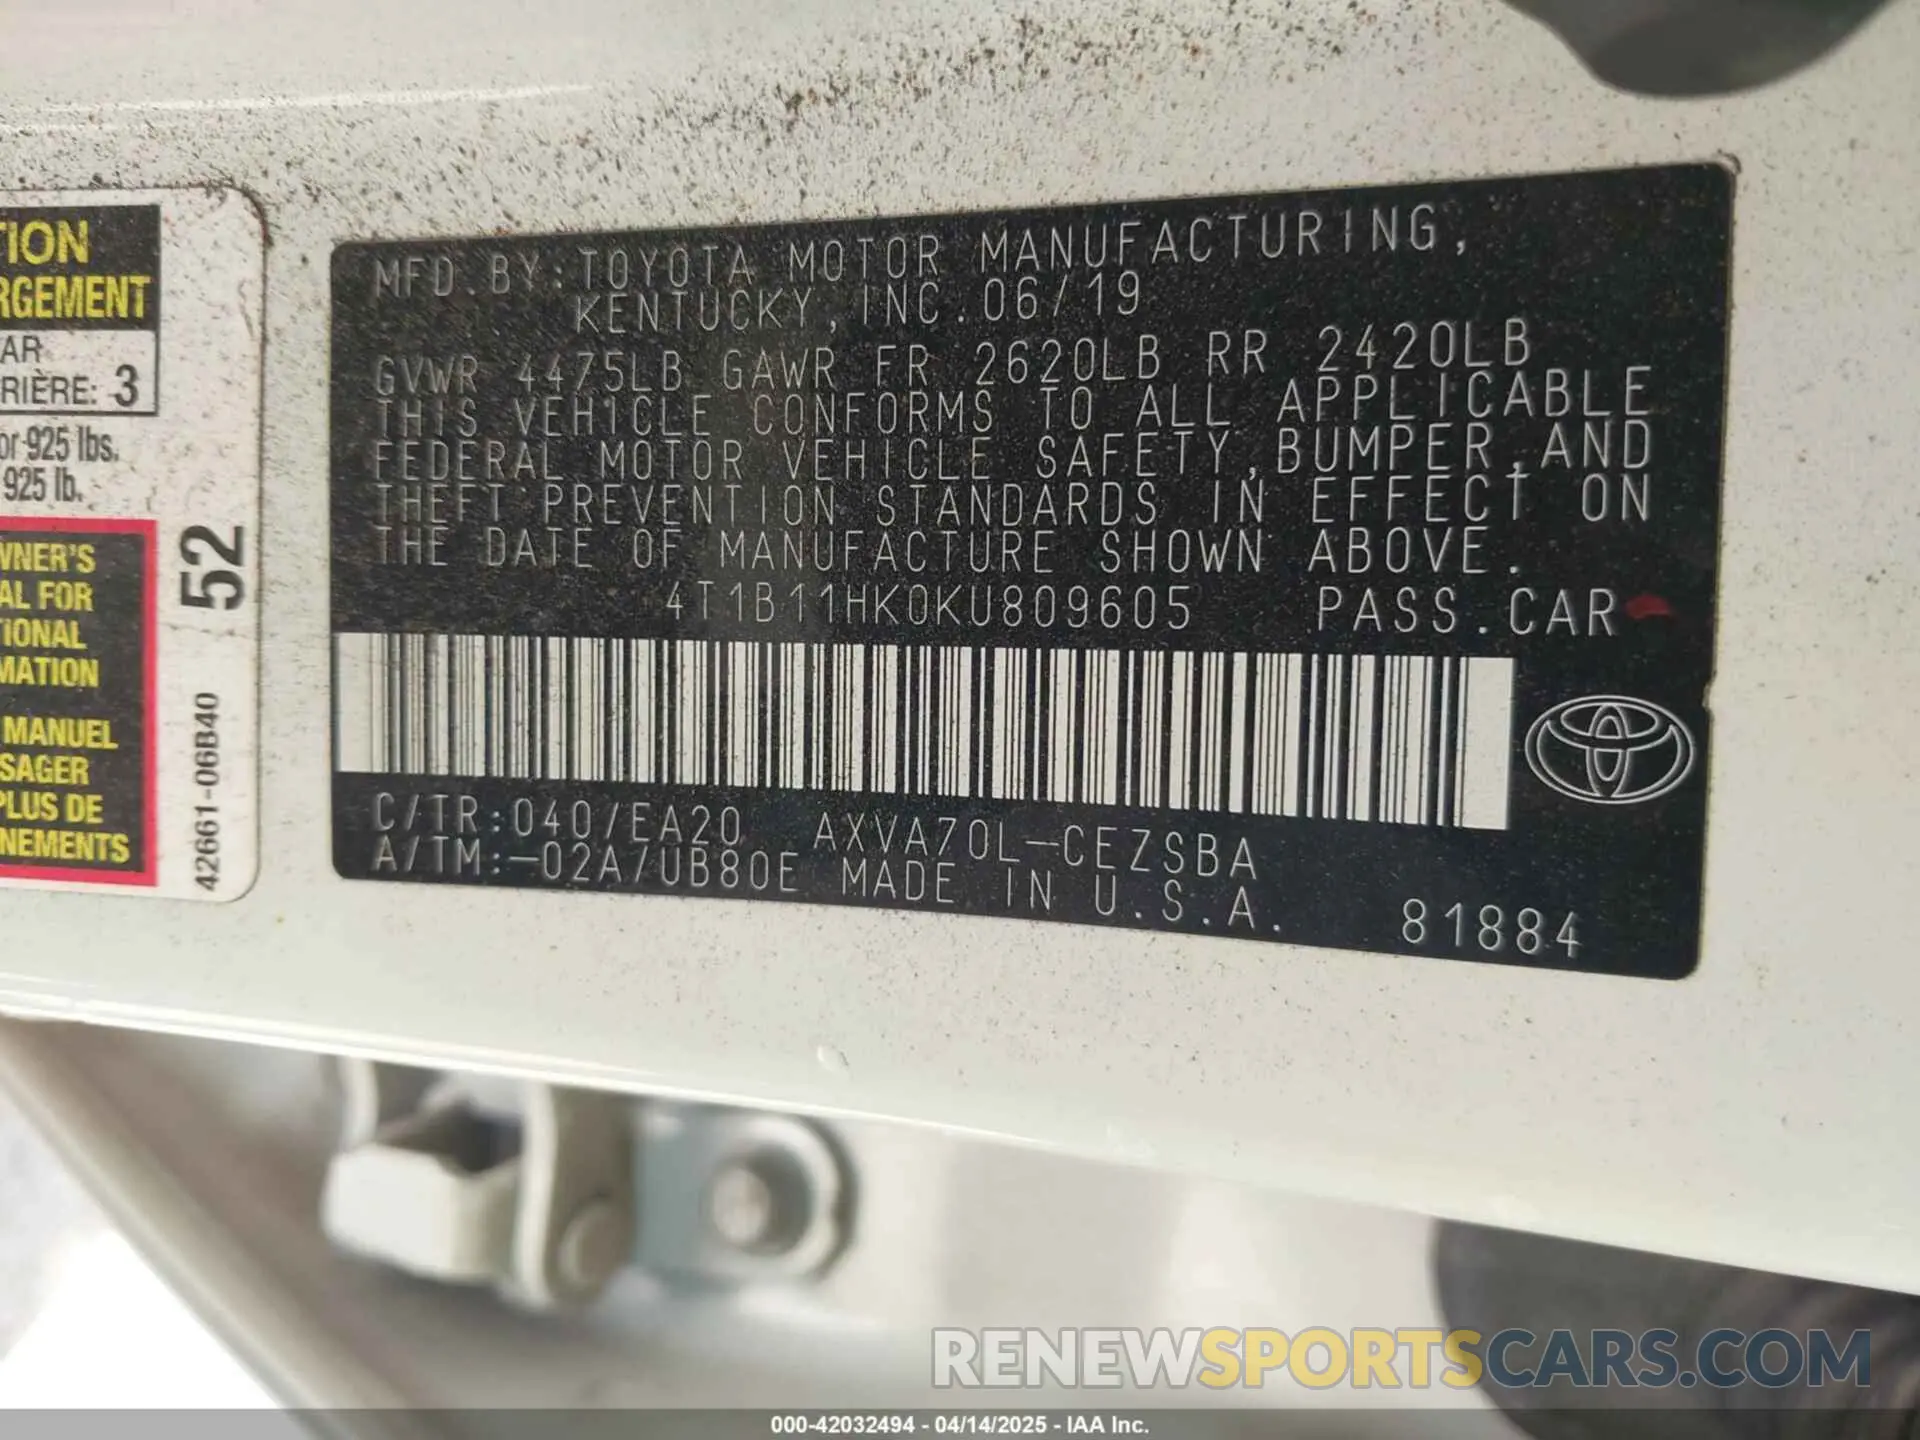 TION
RGEMENT
AR
RIÈRE: 3
or 925 lbs.
925 lb.
WNER'S
AL FOR
TIONAL
MATION
MANUEL
SAGER
PLUS DE
NEMENTS
52
42661-06B40
MFD.BY:TOYOTA MOTOR MANUFACTURING,
KENTUCKY, INC.06/19
GVWR 4475LB GAWR FR 2620LB RR 2420LB
THIS VEHICLE CONFORMS TO ALL APPLICABLE
FEDERAL MOTOR VEHICLE SAFETY,BUMPER,AND
THEFT PREVENTION STANDARDS IN EFFECT ON
THE DATE OF MANUFACTURE SHOWN ABOVE.
4T1B11HK0KU809605 PASS.CAR
C/TR:040/EA20 AXVA70L-CEZSBA
A/TM:-02A/UB80E MADE IN U.S.A.
81884
RENEWSPORTSCARS.COM
000-42032494 - 04/14/2025 - IAA Inc.